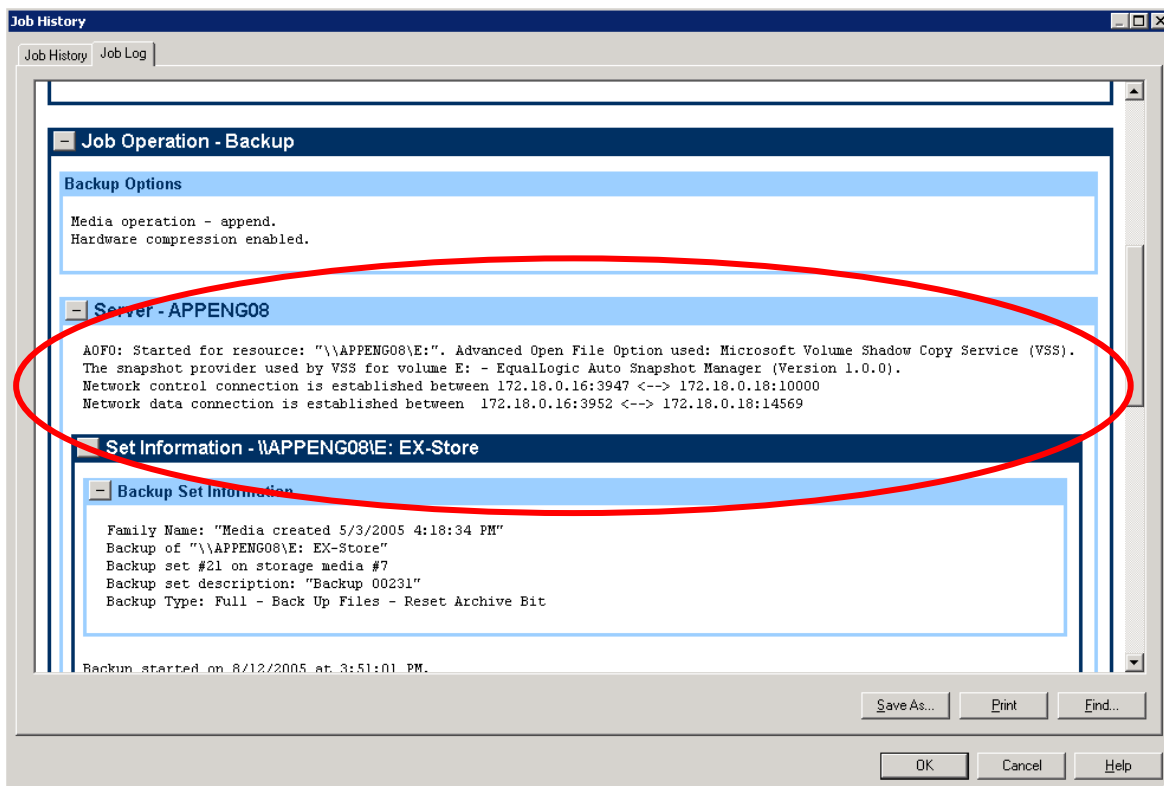 Job History
Job History Job Log
Job Operation - Backup
Backup Options
Media operation - append.
Hardware compression enabled.
Server - APPENG08
AOFO: Started for resource: "\\APPENG08\E:". Advanced Open File Option used: Microsoft Volume Shadow Copy Service (VSS).
The snapshot provider used by VSS for volume E: - EqualLogic Auto Snapshot Manager (Version 1.0.0).
Network control connection is established between 172.18.0.16:3947 <--> 172.18.0.18:10000
Network data connection is established between  172.18.0.16:3952 <--> 172.18.0.18:14569
Set Information - \\APPENG08\E: EX-Store
Backup Set Information
Family Name: "Media created 5/3/2005 4:18:34 PM"
Backup of "\\APPENG08\E: EX-Store"
Backup set #21 on storage media #7
Backup set description: "Backup 00231"
Backup Type: Full - Back Up Files - Reset Archive Bit
Backup started on 8/12/2005 at 3:51:01 PM.
Save As... Print Find...
OK Cancel Help